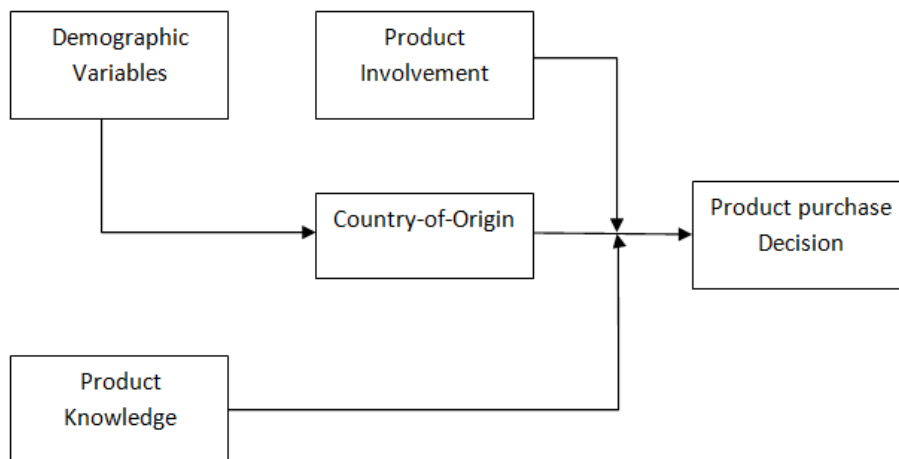 Demographic
Variables
Product
Involvement
Country-of-Origin
Product purchase
Decision
Product
Knowledge